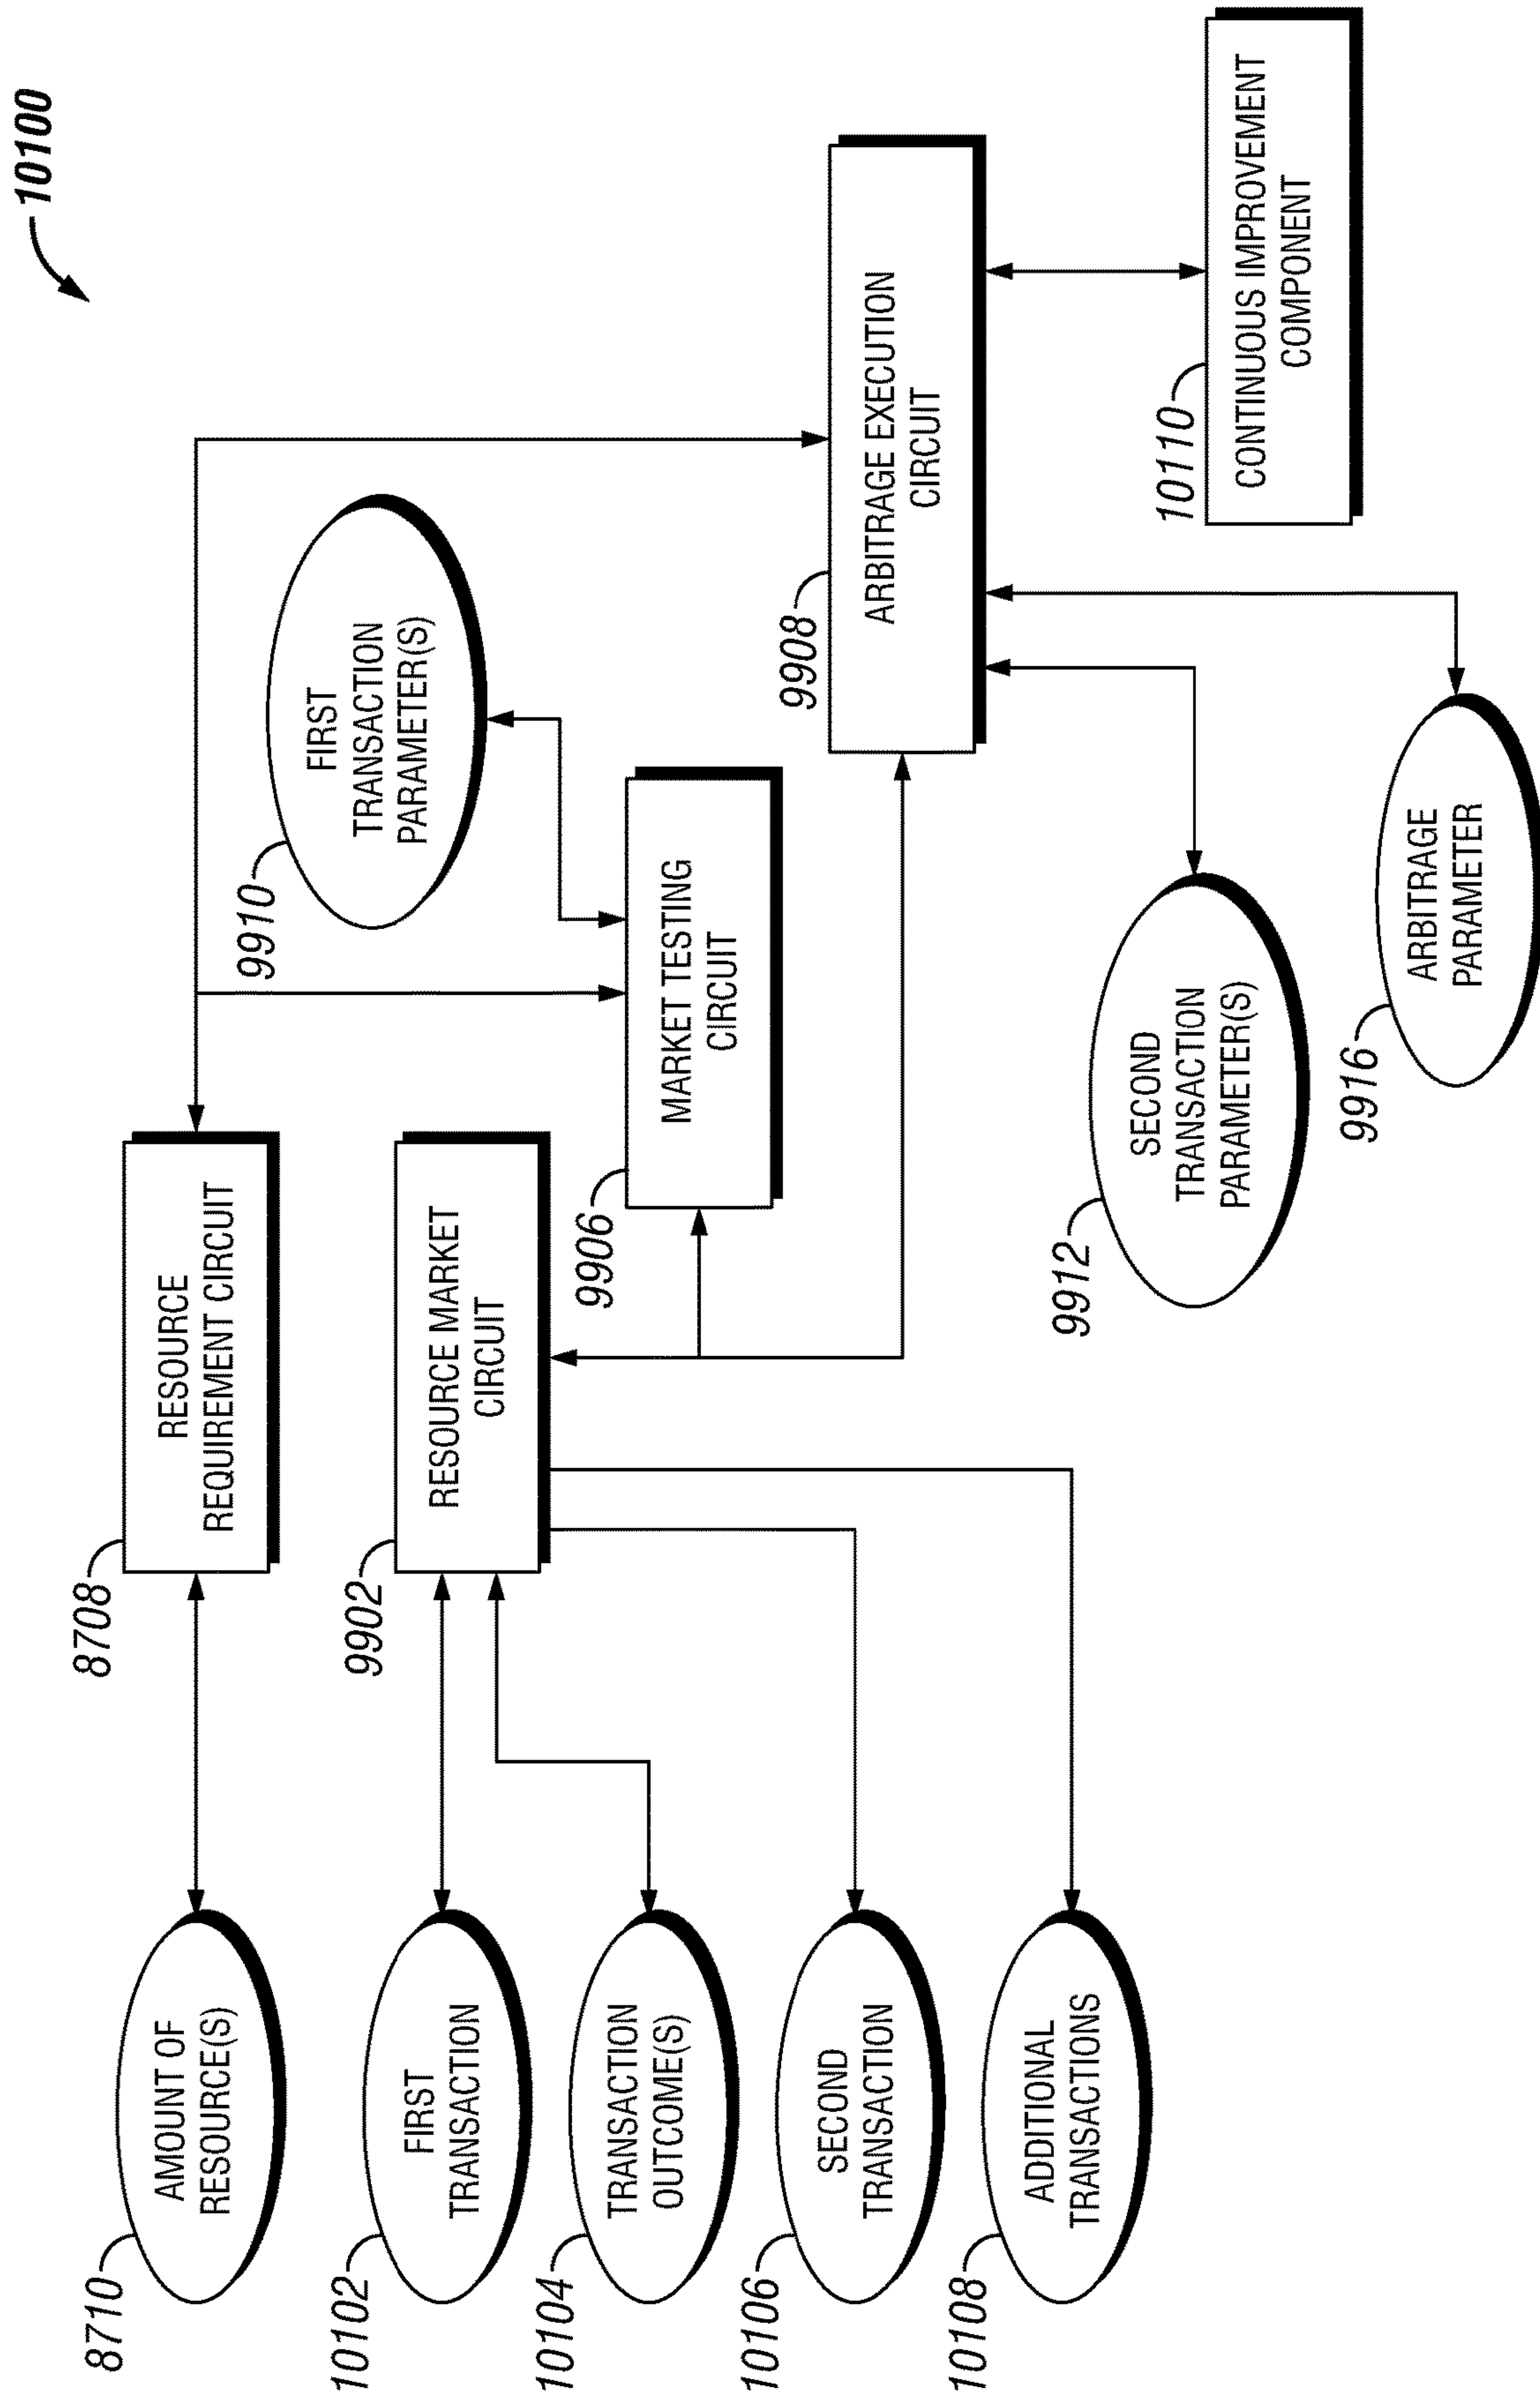 10100
8710
AMOUNT OF
RESOURCE(S)
8708
RESOURCE
REQUIREMENT CIRCUIT
9910
FIRST
TRANSACTION
PARAMETER(S)
10102
FIRST
TRANSACTION
9902
RESOURCE MARKET
CIRCUIT
10104
TRANSACTION
OUTCOME(S)
9906
MARKET TESTING
CIRCUIT
10106
SECOND
TRANSACTION
9908
ARBITRAGE EXECUTION
CIRCUIT
10108
ADDITIONAL
TRANSACTIONS
9912
SECOND
TRANSACTION
PARAMETER(S)
10110
CONTINUOUS IMPROVEMENT
COMPONENT
9916
ARBITRAGE
PARAMETER